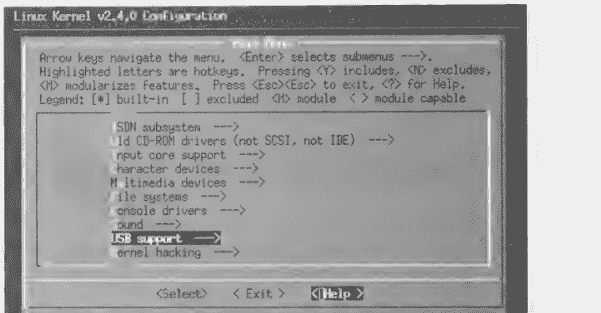 Linux Kernel v2.4.0 Configuration
Arrow keys navigate the menu. <Enter> selects submenus --->.
Highlighted letters are hotkeys. Pressing <Y> includes, <N> excludes,
<M> modularizes features. Press <Esc><Esc> to exit, <?> for Help.
Legend: [*] built-in [ ] excluded <M> module < > module capable
ISDN subsystem --->
ld CD-ROM drivers (not SCSI, not IDE) --->
nput core support --->
haracter devices --->
Multimedia devices --->
ile systems --->
onsole drivers --->
ound --->
USB support --->
ernel hacking --->
<Select> < Exit > < Help >